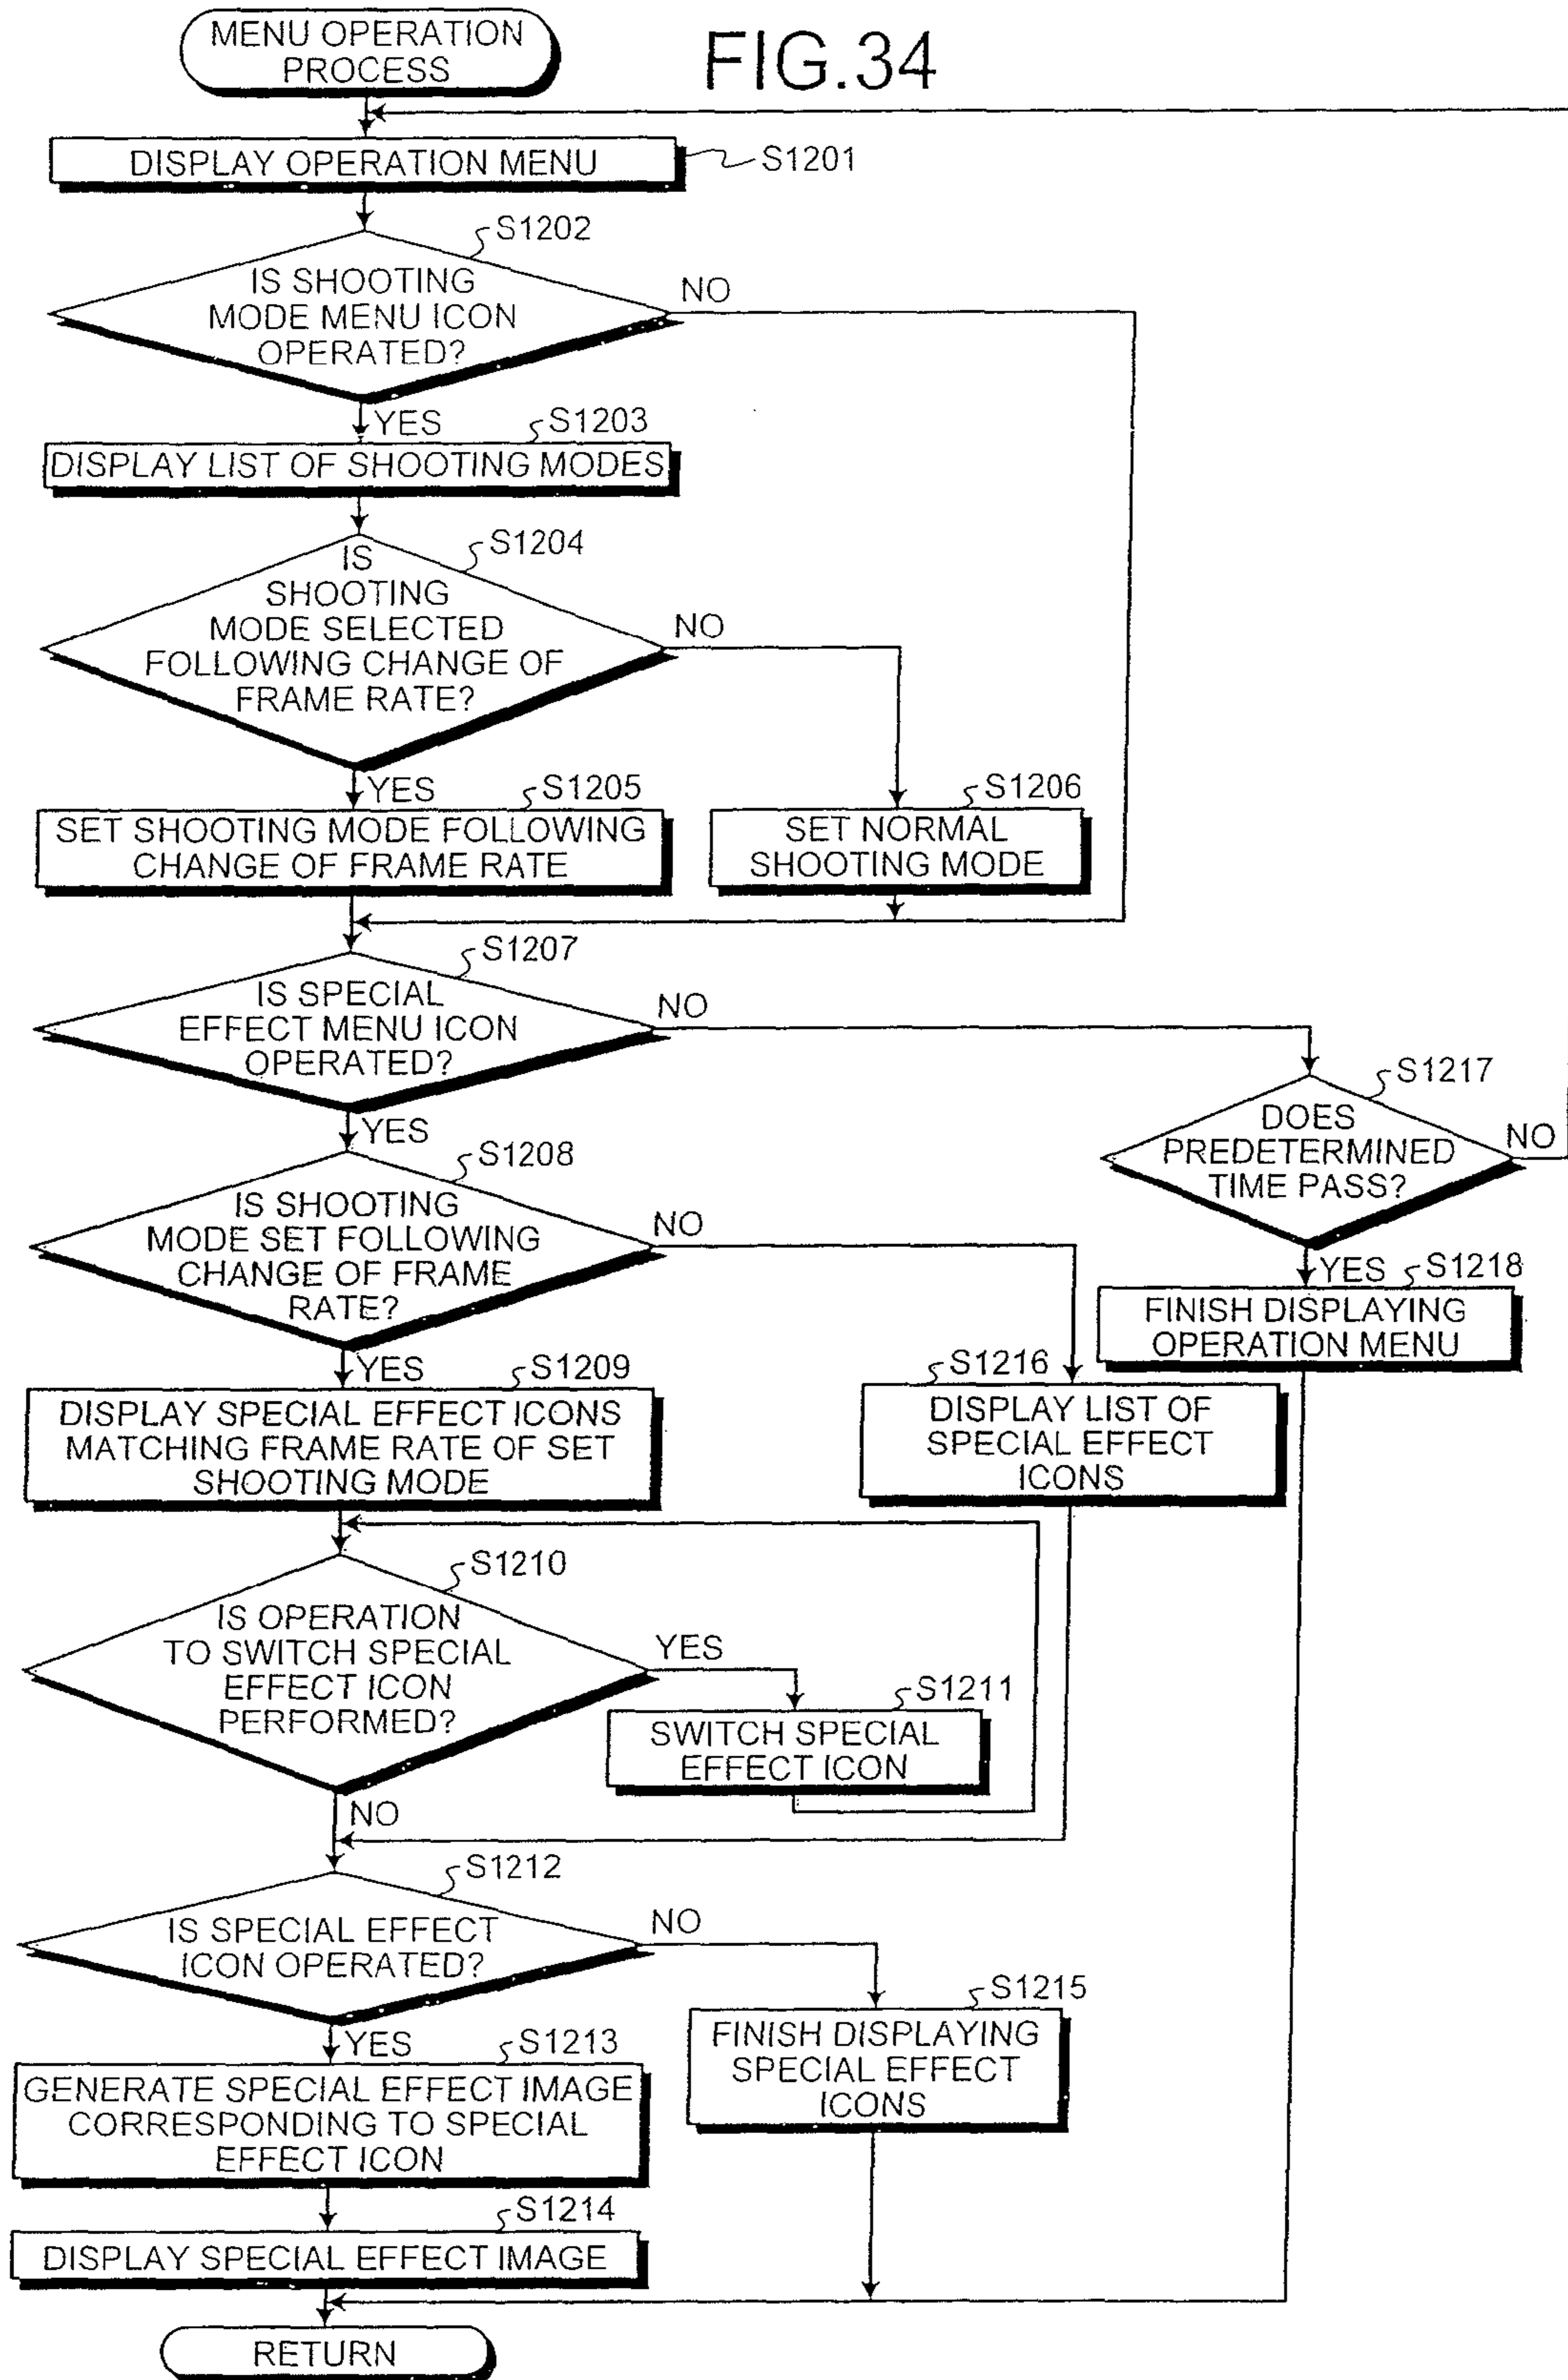 MENU OPERATION
PROCESS
FIG.34
DISPLAY OPERATION MENU
S1201
S1202
IS SHOOTING
MODE MENU ICON
OPERATED?
NO
YES
S1203
DISPLAY LIST OF SHOOTING MODES
S1204
IS
SHOOTING
MODE SELECTED
FOLLOWING CHANGE OF
FRAME RATE?
NO
YES
S1205
SET SHOOTING MODE FOLLOWING
CHANGE OF FRAME RATE
S1206
SET NORMAL
SHOOTING MODE
S1207
IS SPECIAL
EFFECT MENU ICON
OPERATED?
NO
YES
S1217
DOES
PREDETERMINED
TIME PASS?
NO
S1208
IS SHOOTING
MODE SET FOLLOWING
CHANGE OF FRAME
RATE?
NO
YES
YES
S1218
FINISH DISPLAYING
OPERATION MENU
S1209
DISPLAY SPECIAL EFFECT ICONS
MATCHING FRAME RATE OF SET
SHOOTING MODE
S1216
DISPLAY LIST OF
SPECIAL EFFECT
ICONS
S1210
IS OPERATION
TO SWITCH SPECIAL
EFFECT ICON
PERFORMED?
YES
S1211
SWITCH SPECIAL
EFFECT ICON
NO
S1212
IS SPECIAL EFFECT
ICON OPERATED?
NO
YES
S1213
GENERATE SPECIAL EFFECT IMAGE
CORRESPONDING TO SPECIAL
EFFECT ICON
S1215
FINISH DISPLAYING
SPECIAL EFFECT
ICONS
S1214
DISPLAY SPECIAL EFFECT IMAGE
RETURN